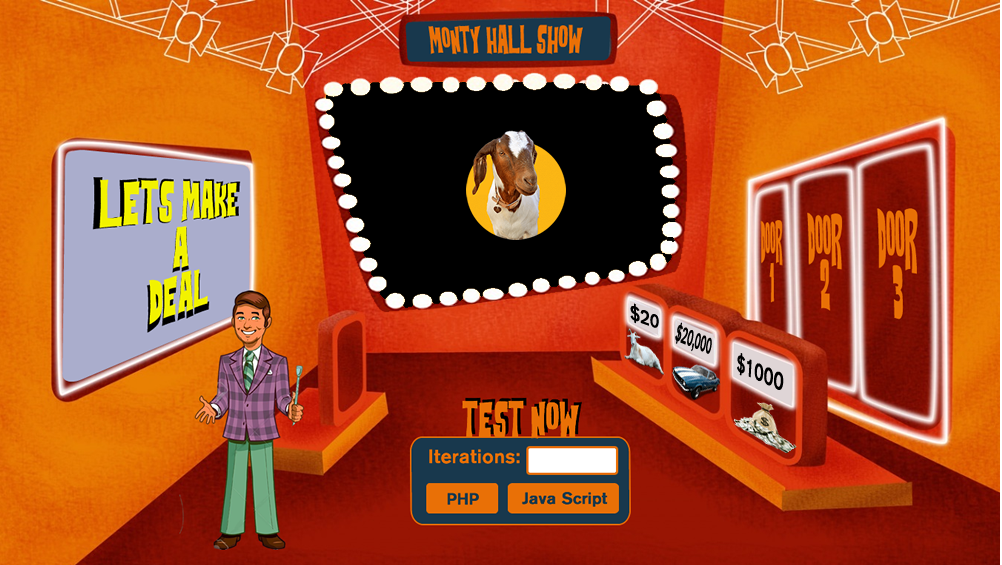 MONTY HALL SHOW
LETS MAKE
A
DEAL
DOOR
1
DOOR
2
DOOR
3
$20
$20,000
$1000
TEST NOW
Iterations:
PHP
Java Script